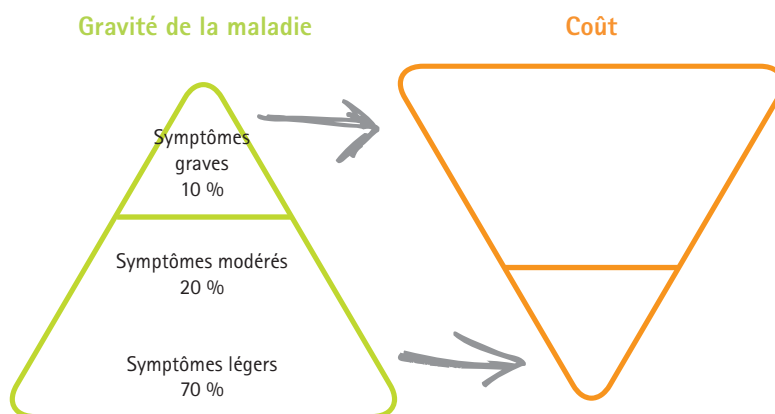 Gravité de la maladie
Coût
Symptômes
graves
10 %
Symptômes modérés
20 %
Symptômes légers
70 %